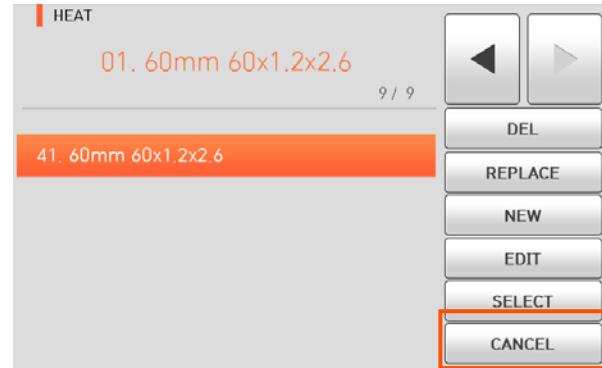 HEAT
01. 60mm 60x1.2x2.6
9 / 9
41. 60mm 60x1.2x2.6
DEL
REPLACE
NEW
EDIT
SELECT
CANCEL